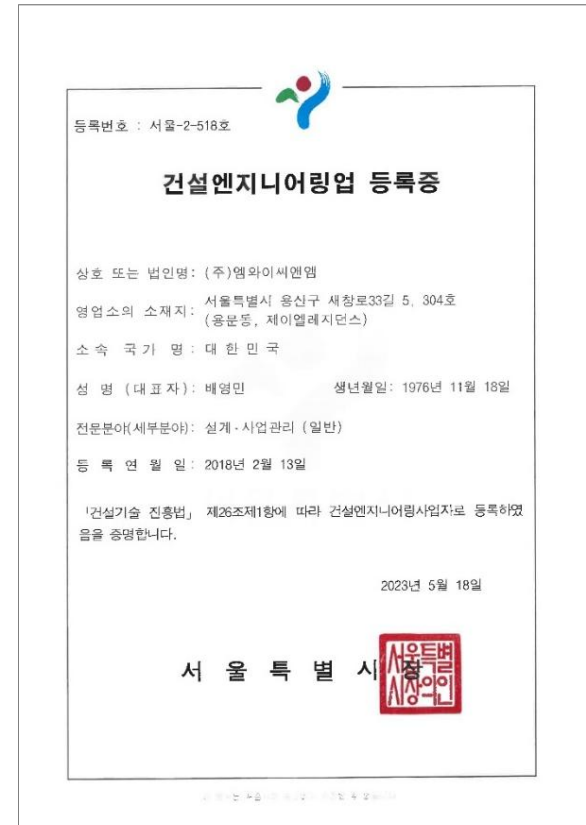 등록번호 : 서울-2-518호
건설엔지니어링업 등록증
상호 또는 법인명: (주)엠와이씨앤엠
영업소의 소재지: 서울특별시 용산구 새창로33길 5, 304호
(용문동, 제이엘레지던스)
소속 국가 명 : 대한민국
성 명 (대표자): 배영민 생년월일: 1976년 11월 18일
전문분야(세부분야): 설계·사업관리 (일반)
등 록 연 월 일: 2018년 2월 13일
「건설기술 진흥법」 제26조제1항에 따라 건설엔지니어링사업자로 등록하였
음을 증명합니다.
2023년 5월 18일
서 울 특 별 시 장
서울특별
시장의인